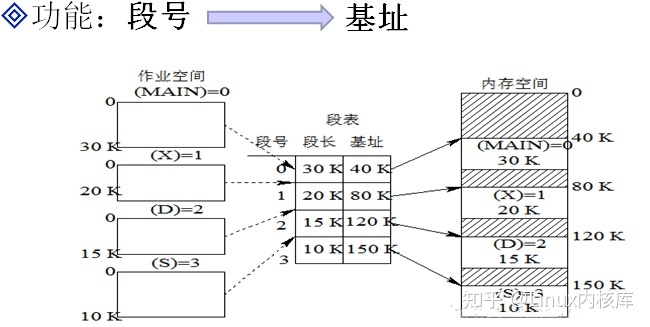 功能：段号 基址
作业空间
(MAIN)=0
0
30 K
(X)=1
0
20 K
(D)=2
0
15 K
(S)=3
0
10 K
段表
段号 段长 基址
0 30 K 40 K
1 20 K 80 K
2 15 K 120 K
3 10 K 150 K
内存空间
0
40 K
(MAIN)=0
30 K
80 K
(X)=1
20 K
120 K
(D)=2
15 K
150 K
(S)=3
10 K
知乎 @Linux内核库